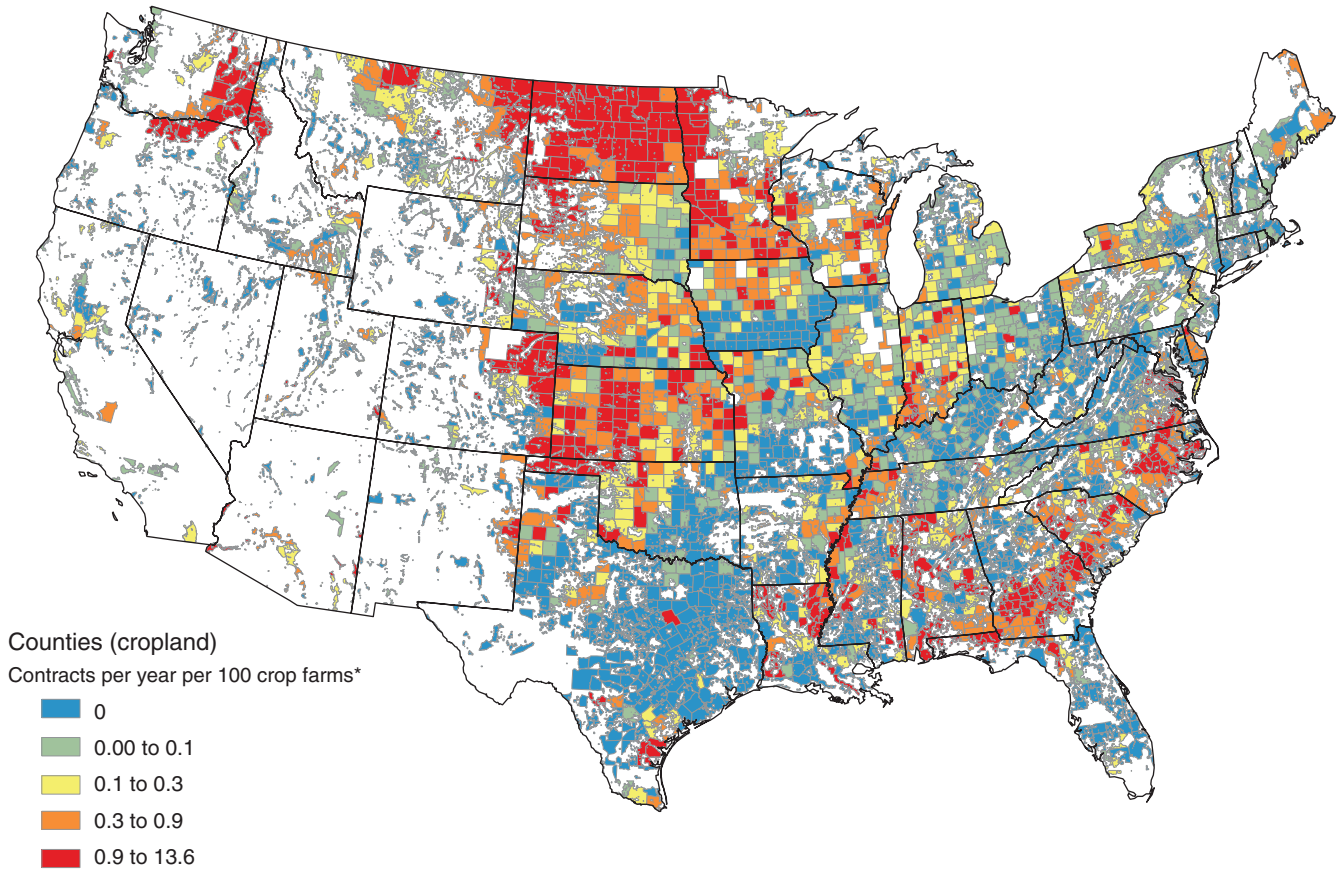 Counties (cropland)
Contracts per year per 100 crop farms*
0
0.00 to 0.1
0.1 to 0.3
0.3 to 0.9
0.9 to 13.6